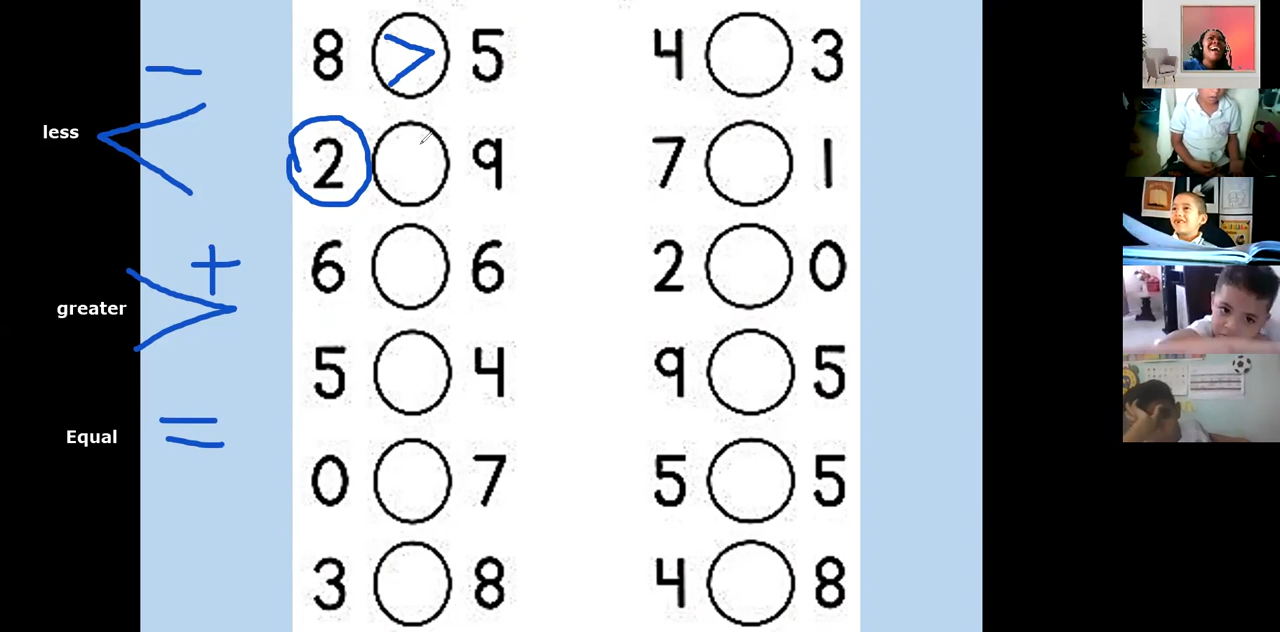 8 > 5 4 3
−
less <
2 9 7 1
+
greater >
6 6 2 0
5 4 9 5
Equal =
0 7 5 5
3 8 4 8